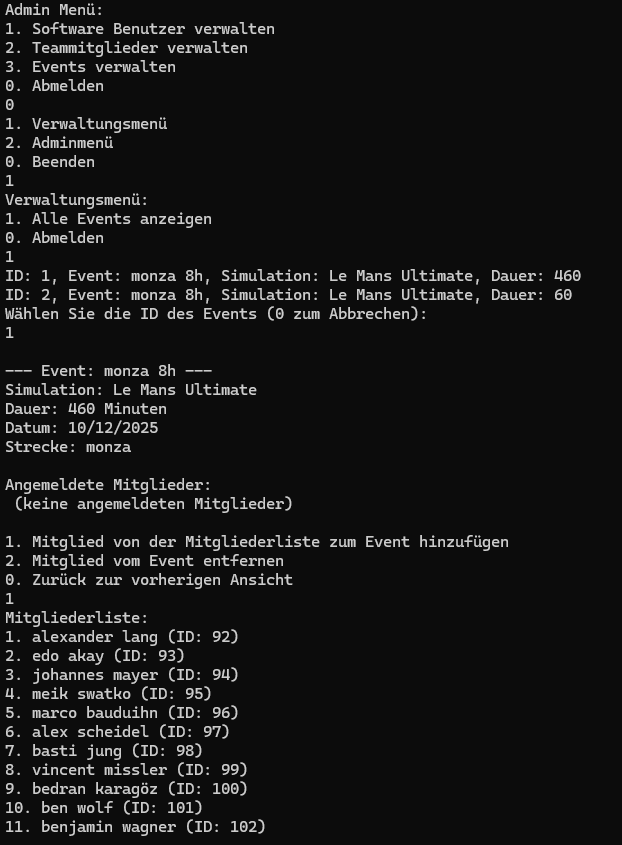 Admin Menü:
1. Software Benutzer verwalten
2. Teammitglieder verwalten
3. Events verwalten
0. Abmelden
0
1. Verwaltungsmenü
2. Adminmenü
0. Beenden
1
Verwaltungsmenü:
1. Alle Events anzeigen
0. Abmelden
1
ID: 1, Event: monza 8h, Simulation: Le Mans Ultimate, Dauer: 460
ID: 2, Event: monza 8h, Simulation: Le Mans Ultimate, Dauer: 60
Wählen Sie die ID des Events (0 zum Abbrechen):
1
--- Event: monza 8h ---
Simulation: Le Mans Ultimate
Dauer: 460 Minuten
Datum: 10/12/2025
Strecke: monza
Angemeldete Mitglieder:
(keine angemeldeten Mitglieder)
1. Mitglied von der Mitgliederliste zum Event hinzufügen
2. Mitglied vom Event entfernen
0. Zurück zur vorherigen Ansicht
1
Mitgliederliste:
1. alexander lang (ID: 92)
2. edo akay (ID: 93)
3. johannes mayer (ID: 94)
4. meik swatko (ID: 95)
5. marco bauduihn (ID: 96)
6. alex scheidel (ID: 97)
7. basti jung (ID: 98)
8. vincent missler (ID: 99)
9. bedran karagöz (ID: 100)
10. ben wolf (ID: 101)
11. benjamin wagner (ID: 102)